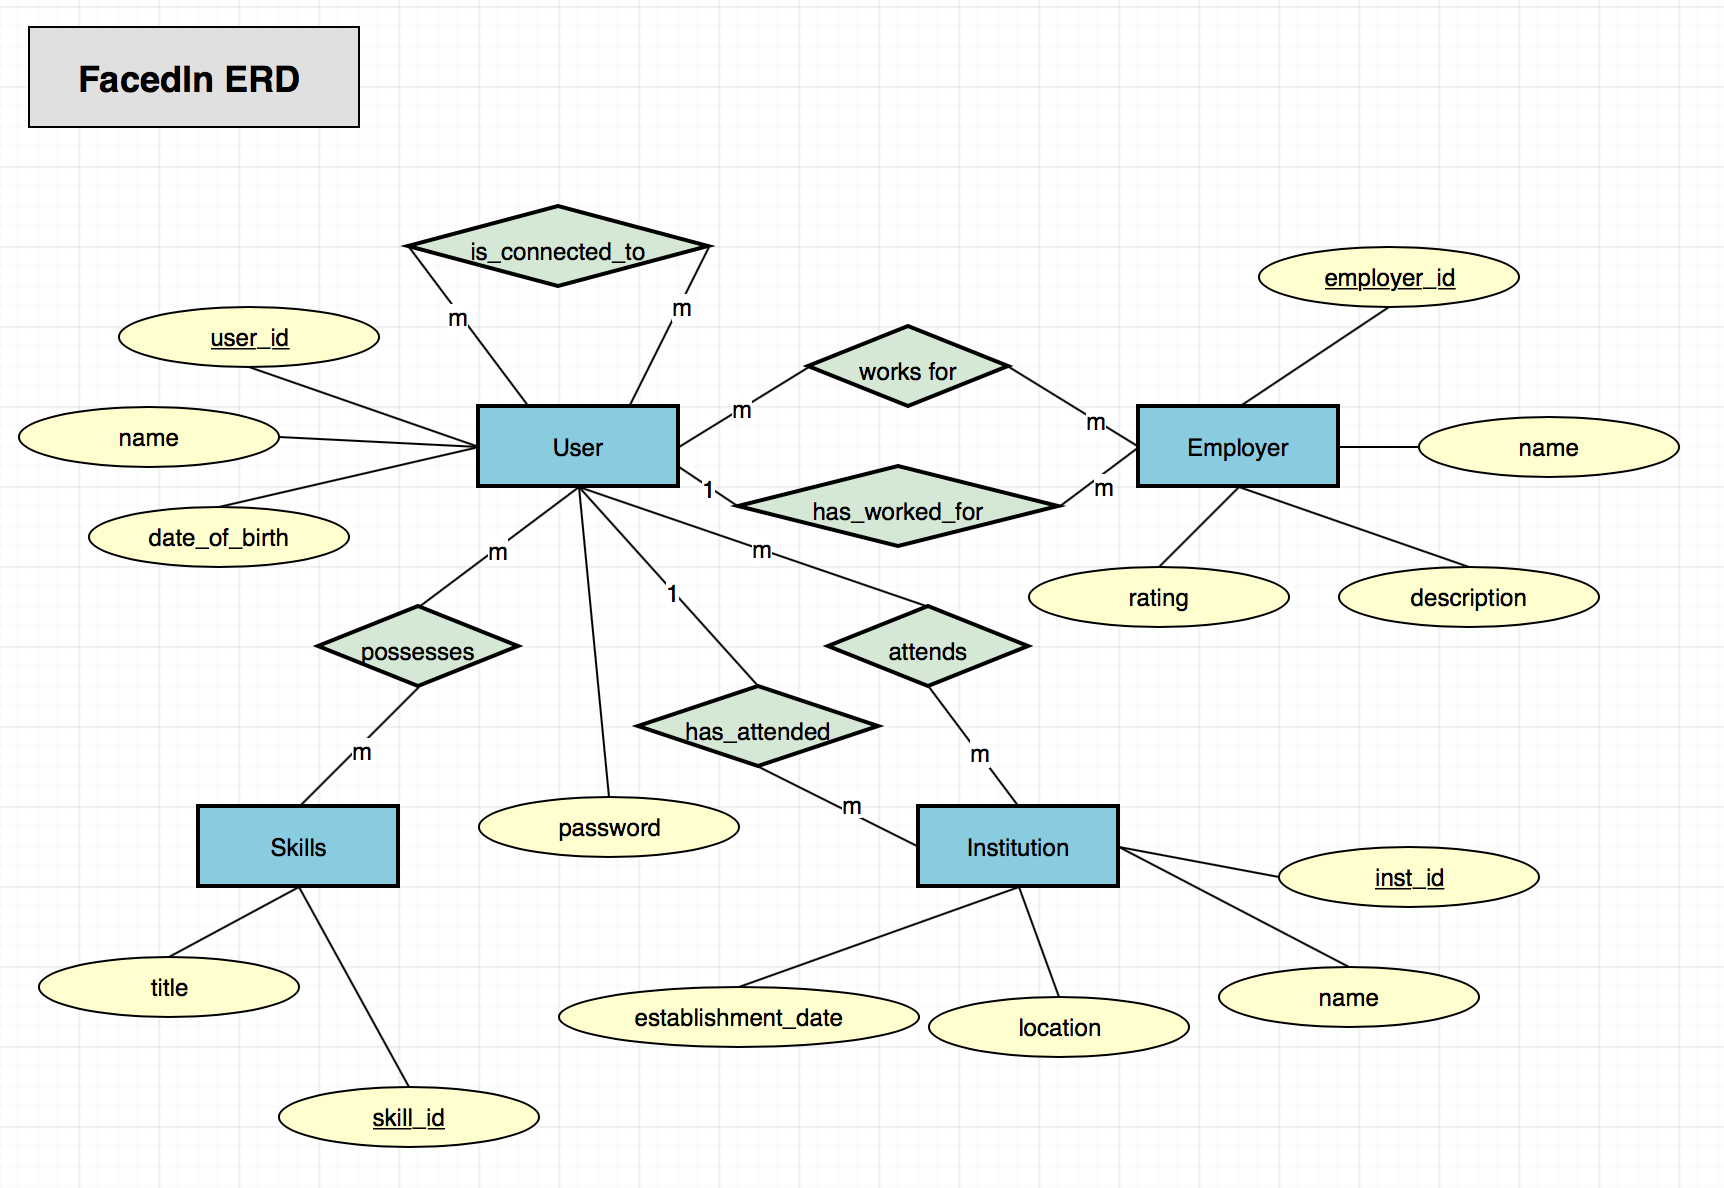 FacedIn ERD
is_connected_to
m
m
employer_id
user_id
works for
m
m
name
User
Employer
name
1
m
has_worked_for
date_of_birth
m
m
1
rating
description
possesses
attends
has_attended
m
m
m
password
Skills
Institution
inst_id
title
name
establishment_date
location
skill_id